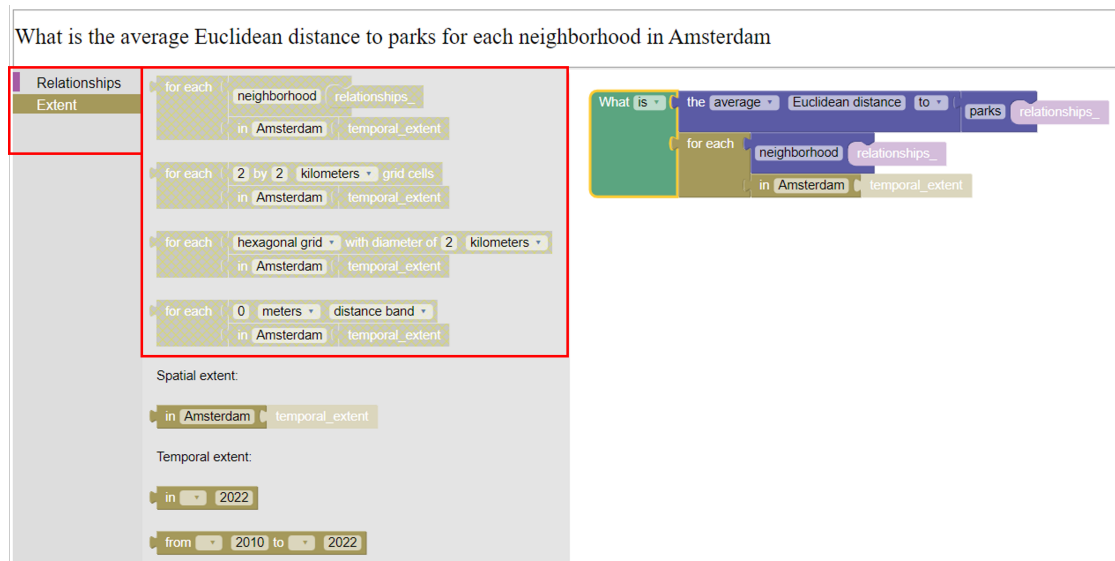 What is the average Euclidean distance to parks for each neighborhood in Amsterdam
Relationships
Extent
for each neighborhood relationships_
in Amsterdam temporal_extent
for each 2 by 2 kilometers grid cells
in Amsterdam temporal_extent
for each hexagonal grid with diameter of 2 kilometers
in Amsterdam temporal_extent
for each 0 meters distance band
in Amsterdam temporal_extent
Spatial extent:
in Amsterdam temporal_extent
Temporal extent:
in 2022
from 2010 to 2022
What is the average Euclidean distance to parks relationships_
for each neighborhood relationships_
in Amsterdam temporal_extent